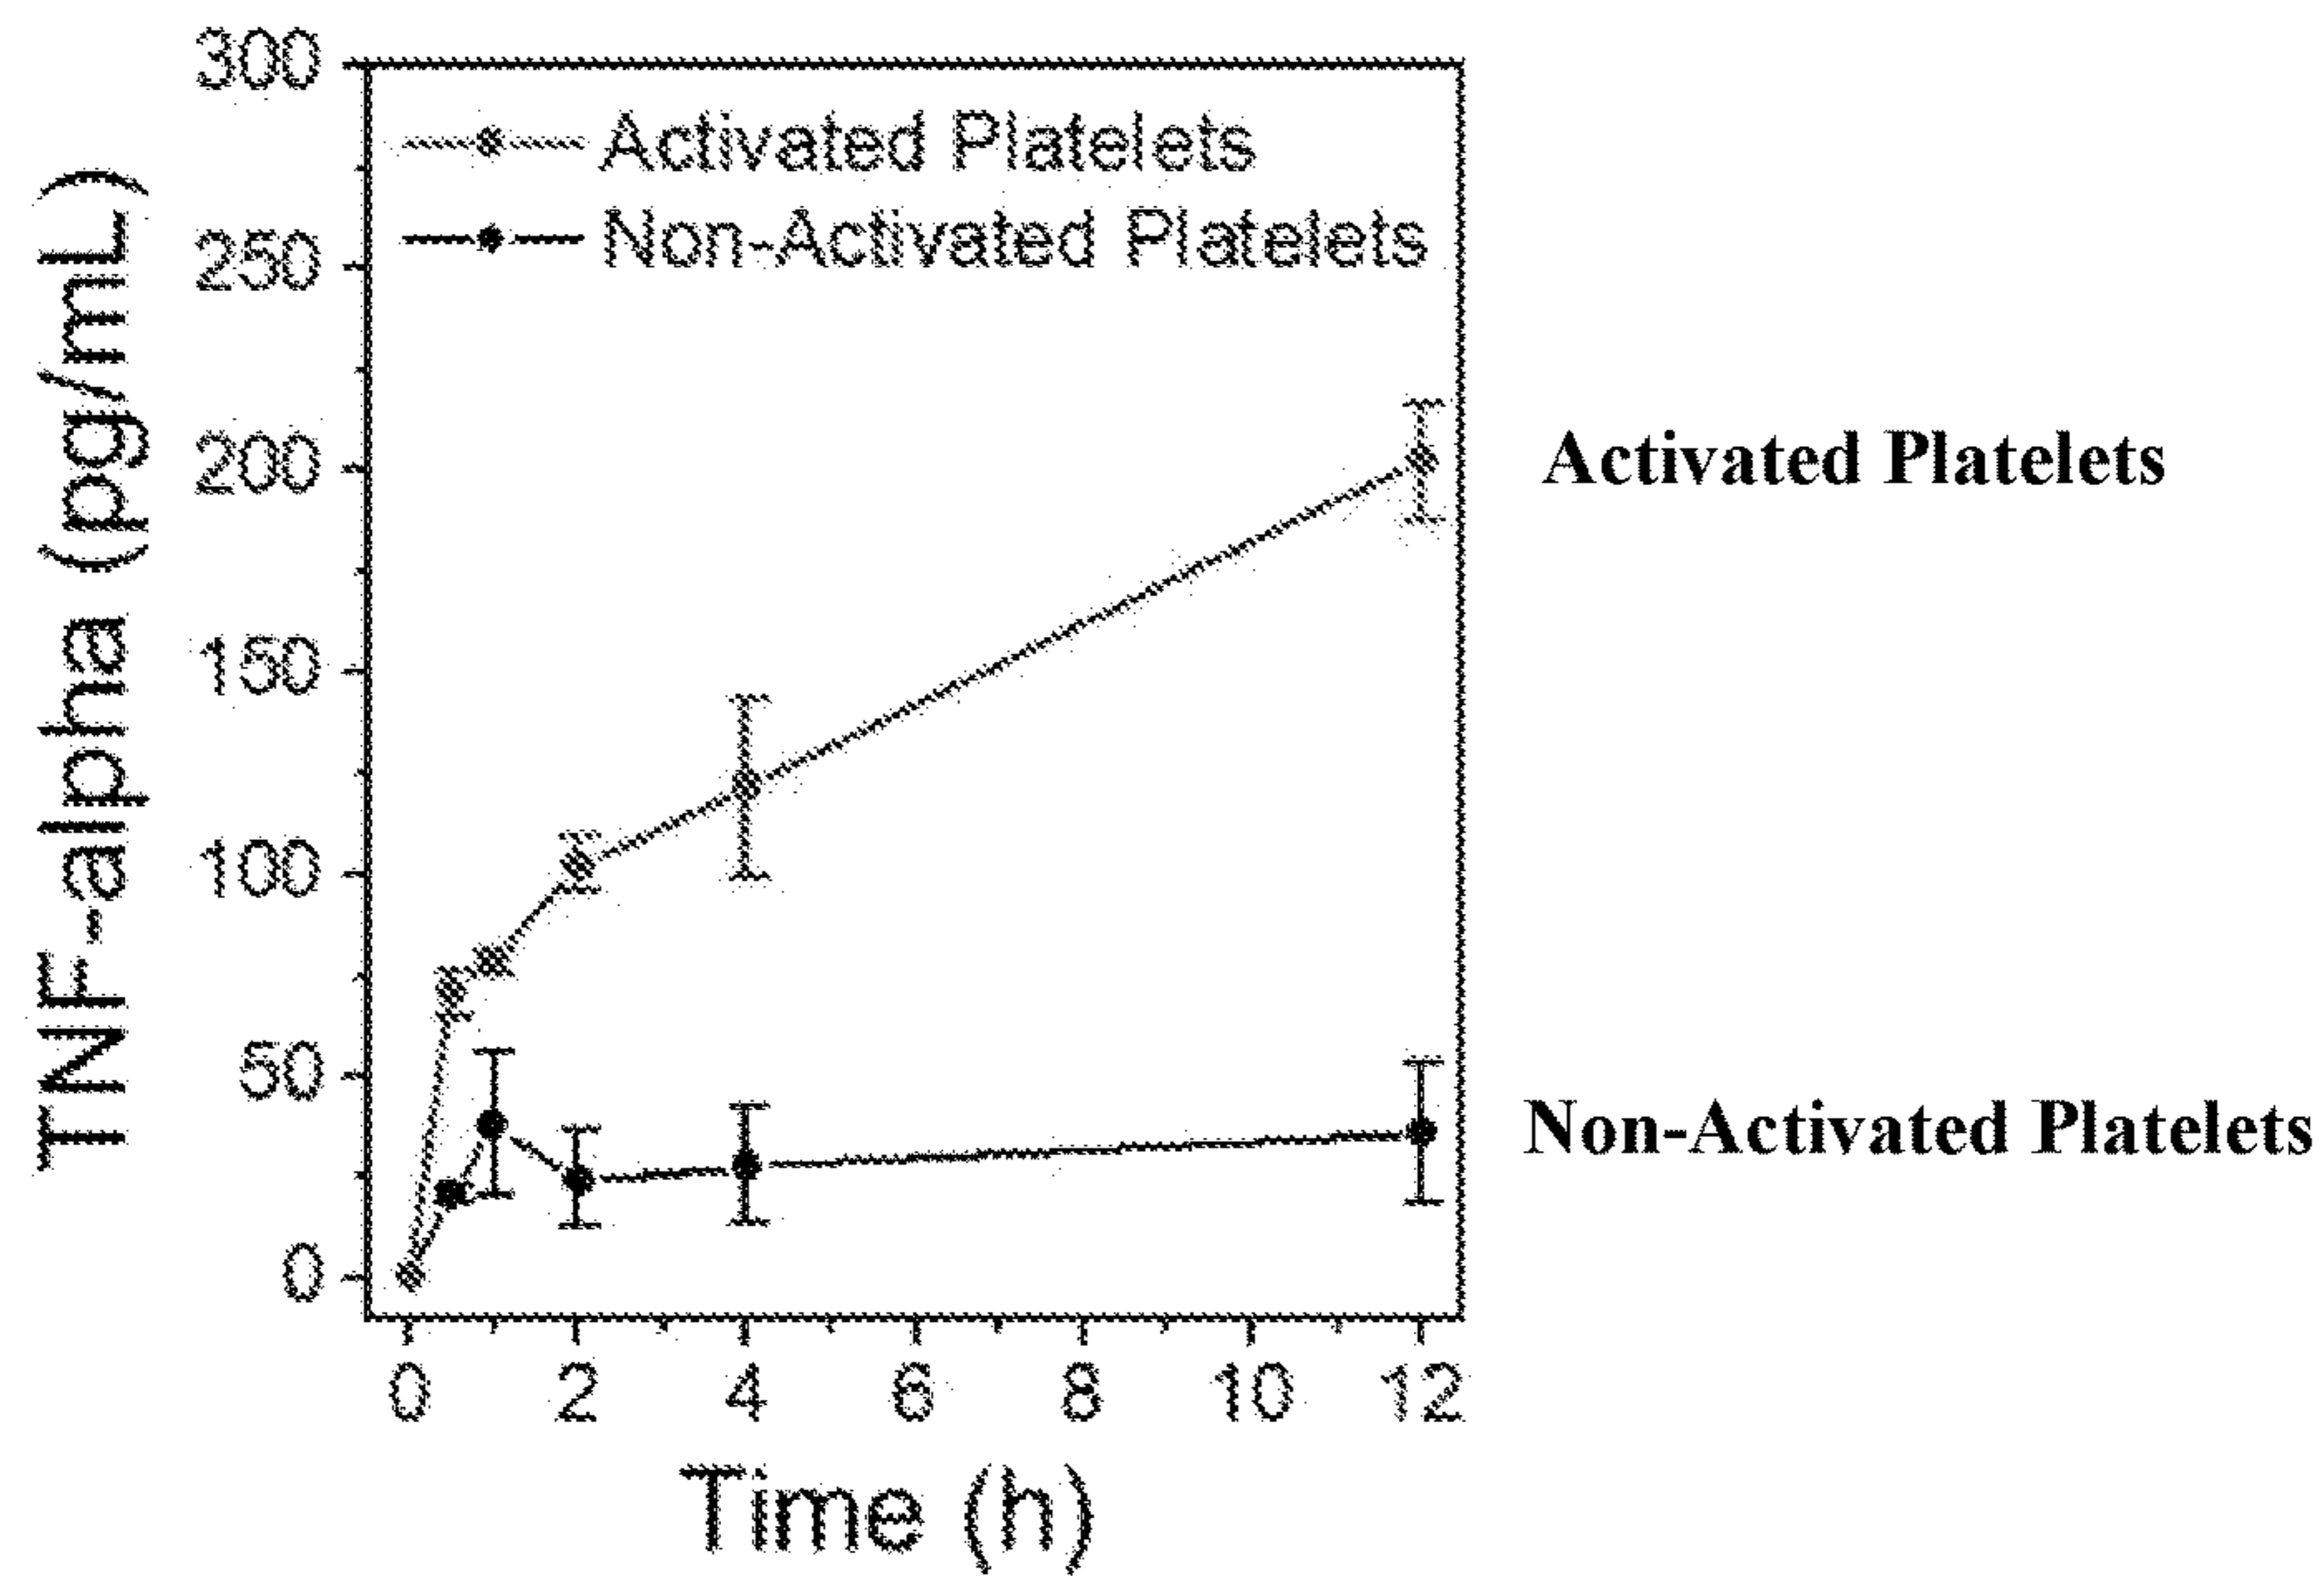 300
Activated Platelets
Non-Activated Platelets
250
200
150
100
50
0
TNF-alpha (pg/mL)
Activated Platelets
Non-Activated Platelets
0 2 4 6 8 10 12
Time (h)